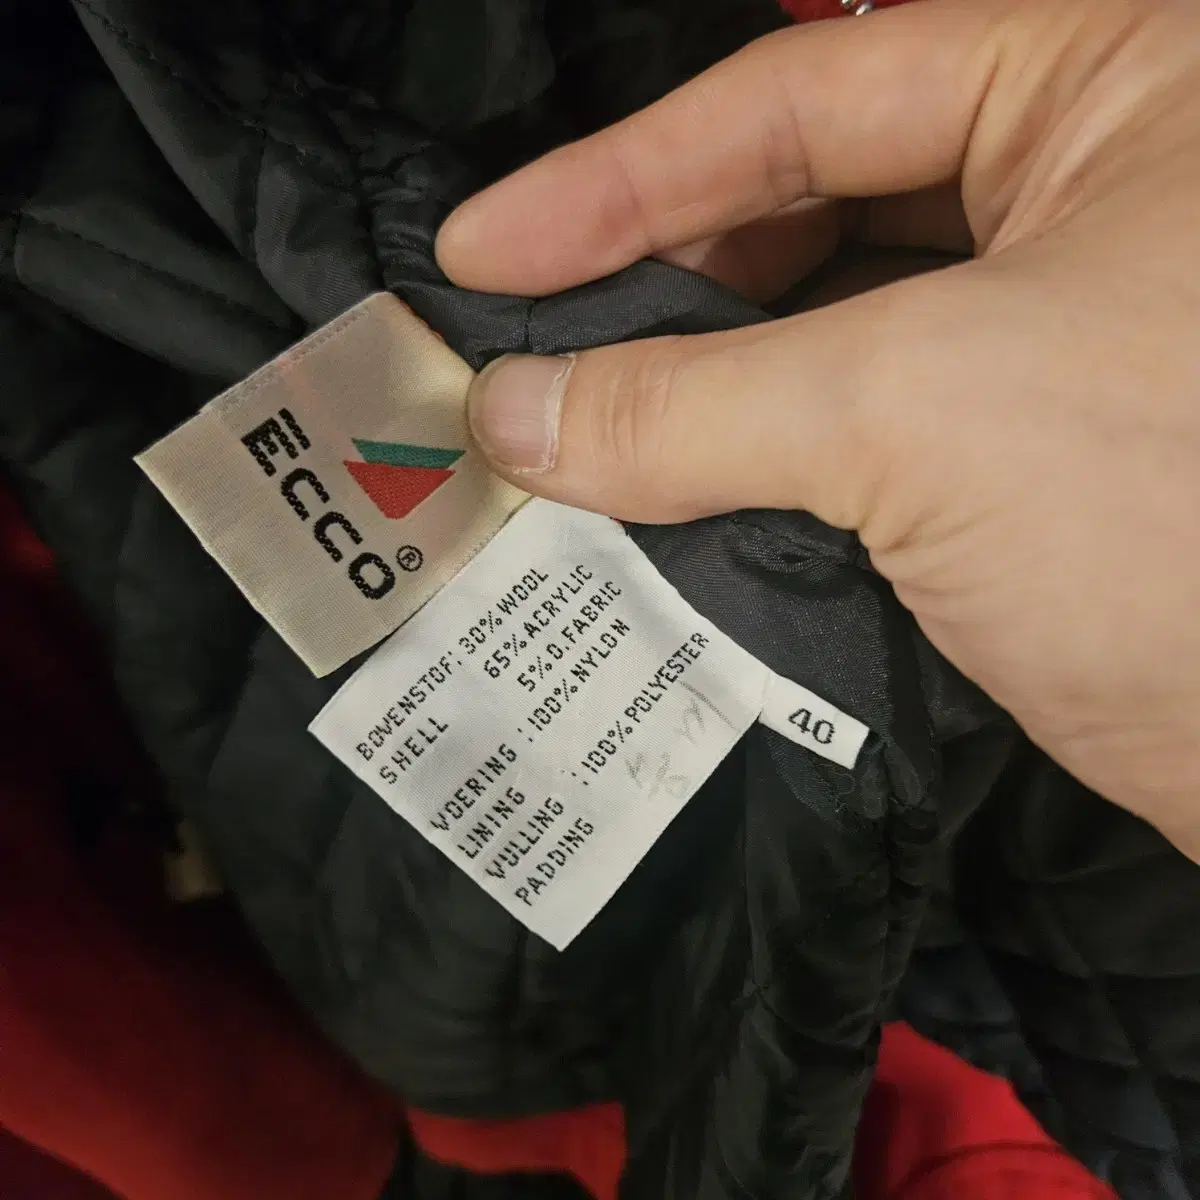 ECCO®
BOVENSTOF: 30% WOOL
SHELL 65% ACRYLIC
5% O.FABRIC
VOERING : 100% NYLON
LINING
VULLING : 100% POLYESTER
PADDING
40